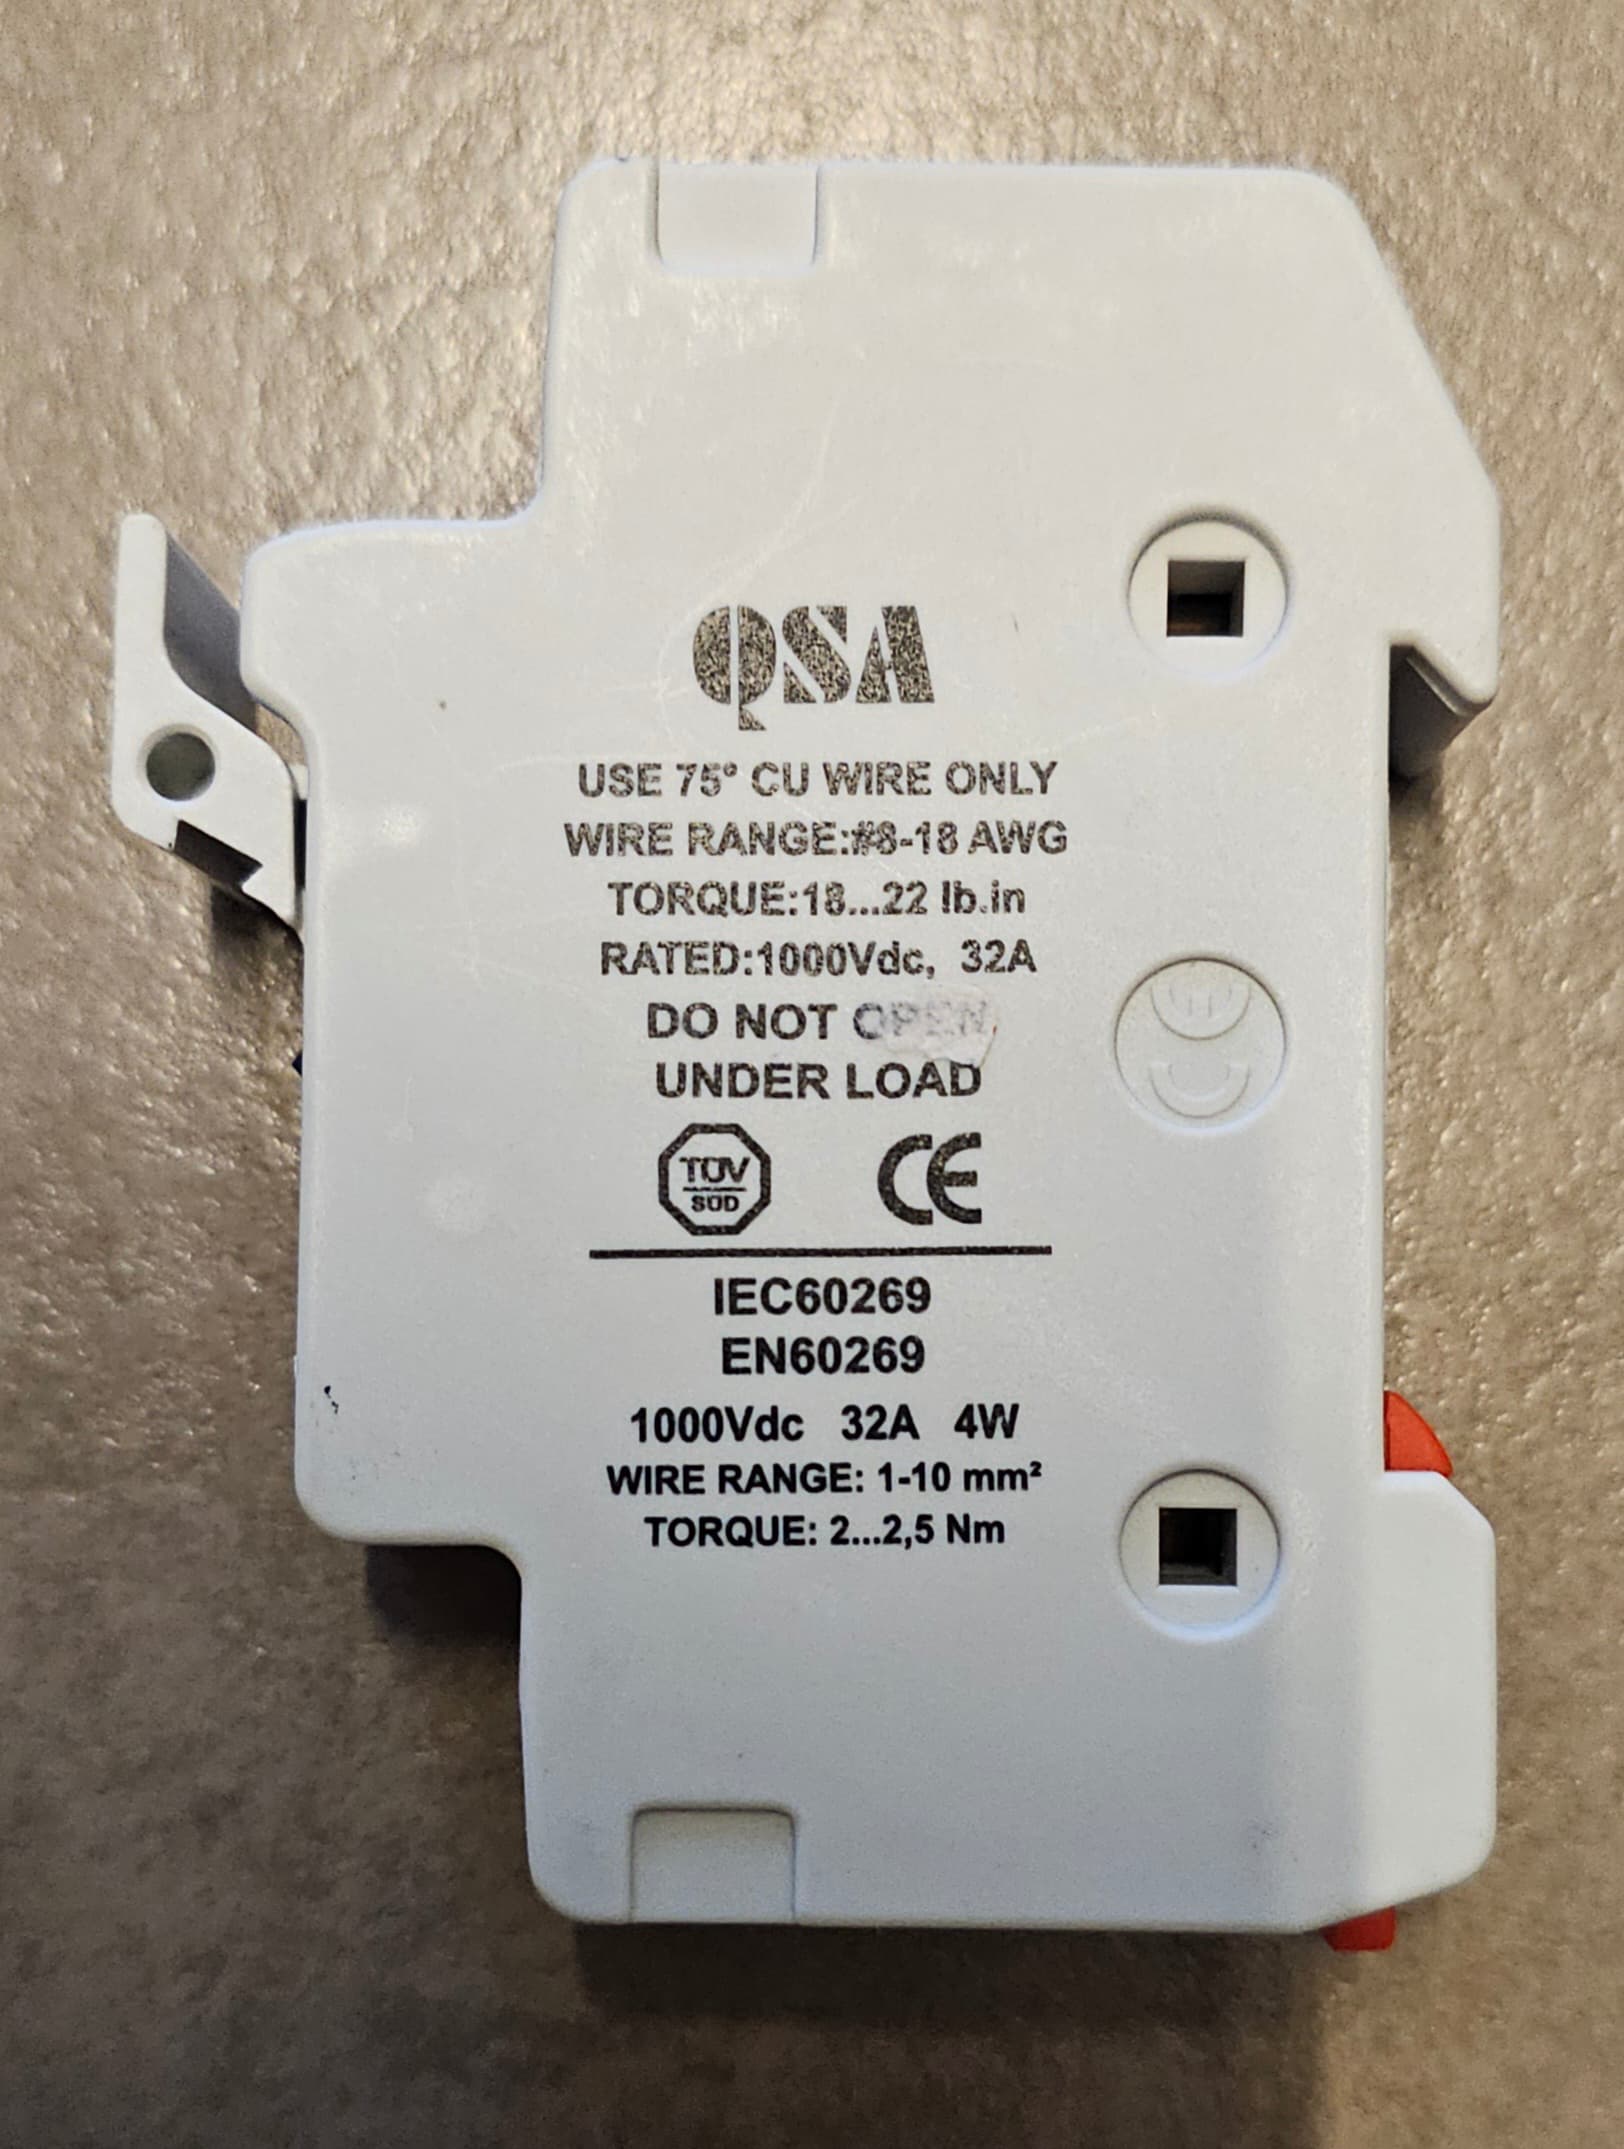 QSA
USE 75° CU WIRE ONLY
WIRE RANGE:#8-18 AWG
TORQUE:18...22 lb.in
RATED:1000Vdc, 32A
DO NOT OPEN
UNDER LOAD
TÜV
SÜD
CE
IEC60269
EN60269
1000Vdc 32A 4W
WIRE RANGE: 1-10 mm²
TORQUE: 2...2,5 Nm